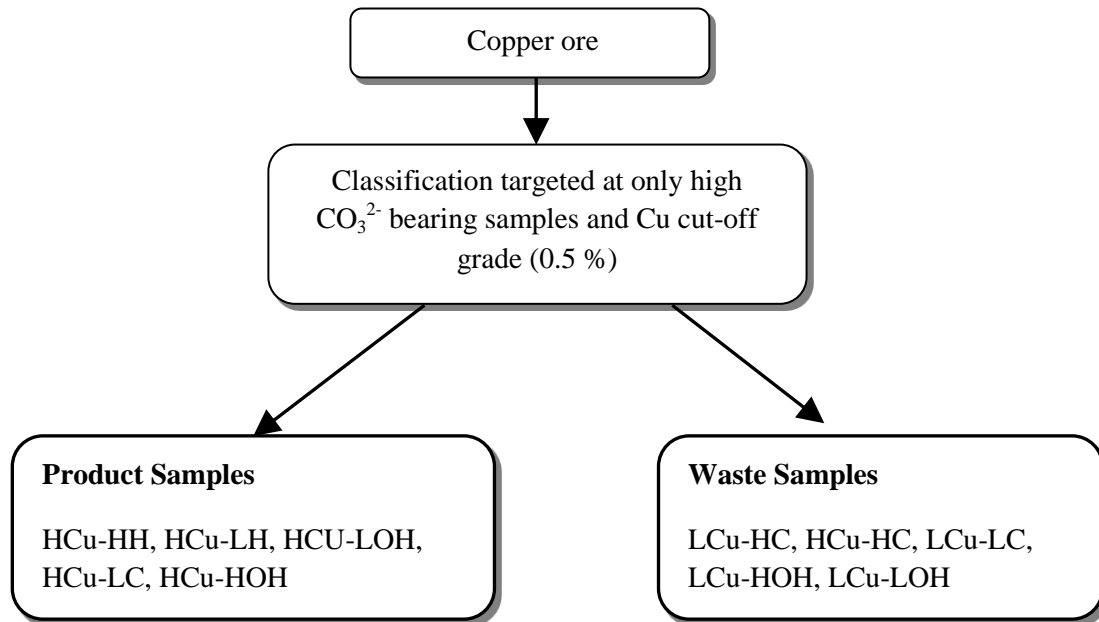 Copper ore
Classification targeted at only high
CO₃²⁻ bearing samples and Cu cut-off
grade (0.5 %)
Product Samples
HCu-HH, HCu-LH, HCU-LOH,
HCu-LC, HCu-HOH
Waste Samples
LCu-HC, HCu-HC, LCu-LC,
LCu-HOH, LCu-LOH